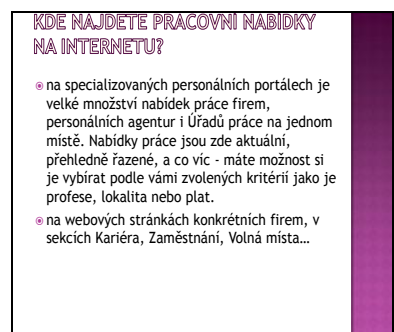 KDE NAJDETE PRACOVNÍ NABÍDKY
NA INTERNETU?
na specializovaných personálních portálech je
velké množství nabídek práce firem,
personálních agentur i Úřadů práce na jednom
místě. Nabídky práce jsou zde aktuální,
přehledně řazené, a co víc - máte možnost si
je vybírat podle vámi zvolených kritérií jako je
profese, lokalita nebo plat.
na webových stránkách konkrétních firem, v
sekcích Kariéra, Zaměstnání, Volná místa…